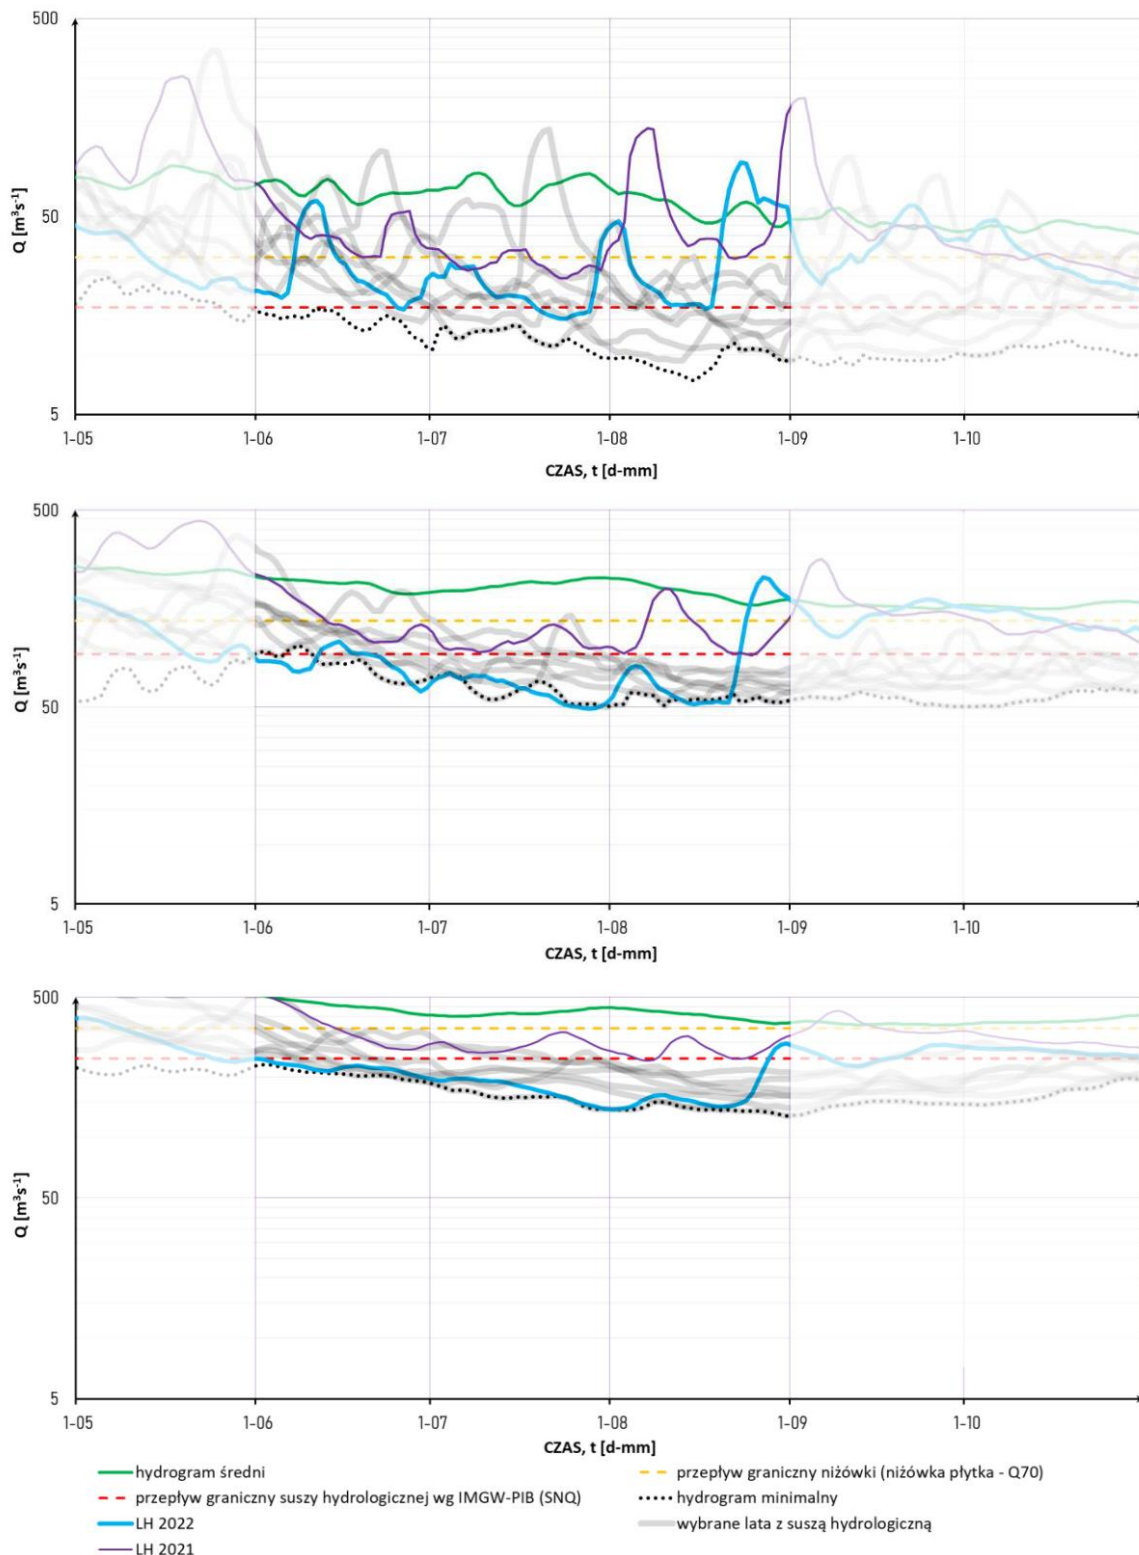 500
50
5
Q [m³s⁻¹]
1-05 1-06 1-07 1-08 1-09 1-10
CZAS, t [d-mm]
500
50
5
Q [m³s⁻¹]
1-05 1-06 1-07 1-08 1-09 1-10
CZAS, t [d-mm]
500
50
5
Q [m³s⁻¹]
1-05 1-06 1-07 1-08 1-09 1-10
CZAS, t [d-mm]
hydrogram średni
przepływ graniczny niżówki (niżówka płytka - Q70)
przepływ graniczny suszy hydrologicznej wg IMGW-PIB (SNQ)
hydrogram minimalny
LH 2022
wybrane lata z suszą hydrologiczną
LH 2021